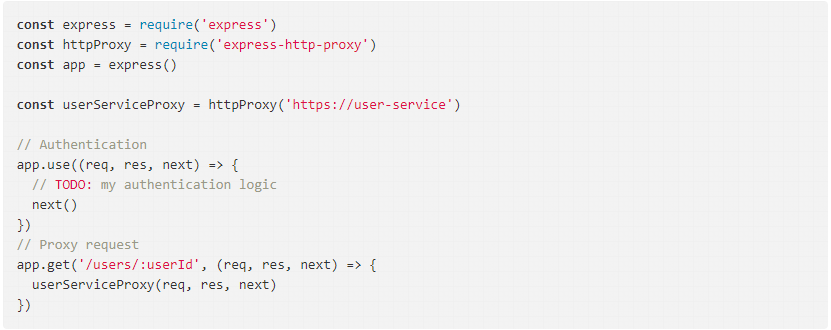 const express = require('express')
const httpProxy = require('express-http-proxy')
const app = express()

const userServiceProxy = httpProxy('https://user-service')

// Authentication
app.use((req, res, next) => {
  // TODO: my authentication logic
  next()
})
// Proxy request
app.get('/users/:userId', (req, res, next) => {
  userServiceProxy(req, res, next)
})